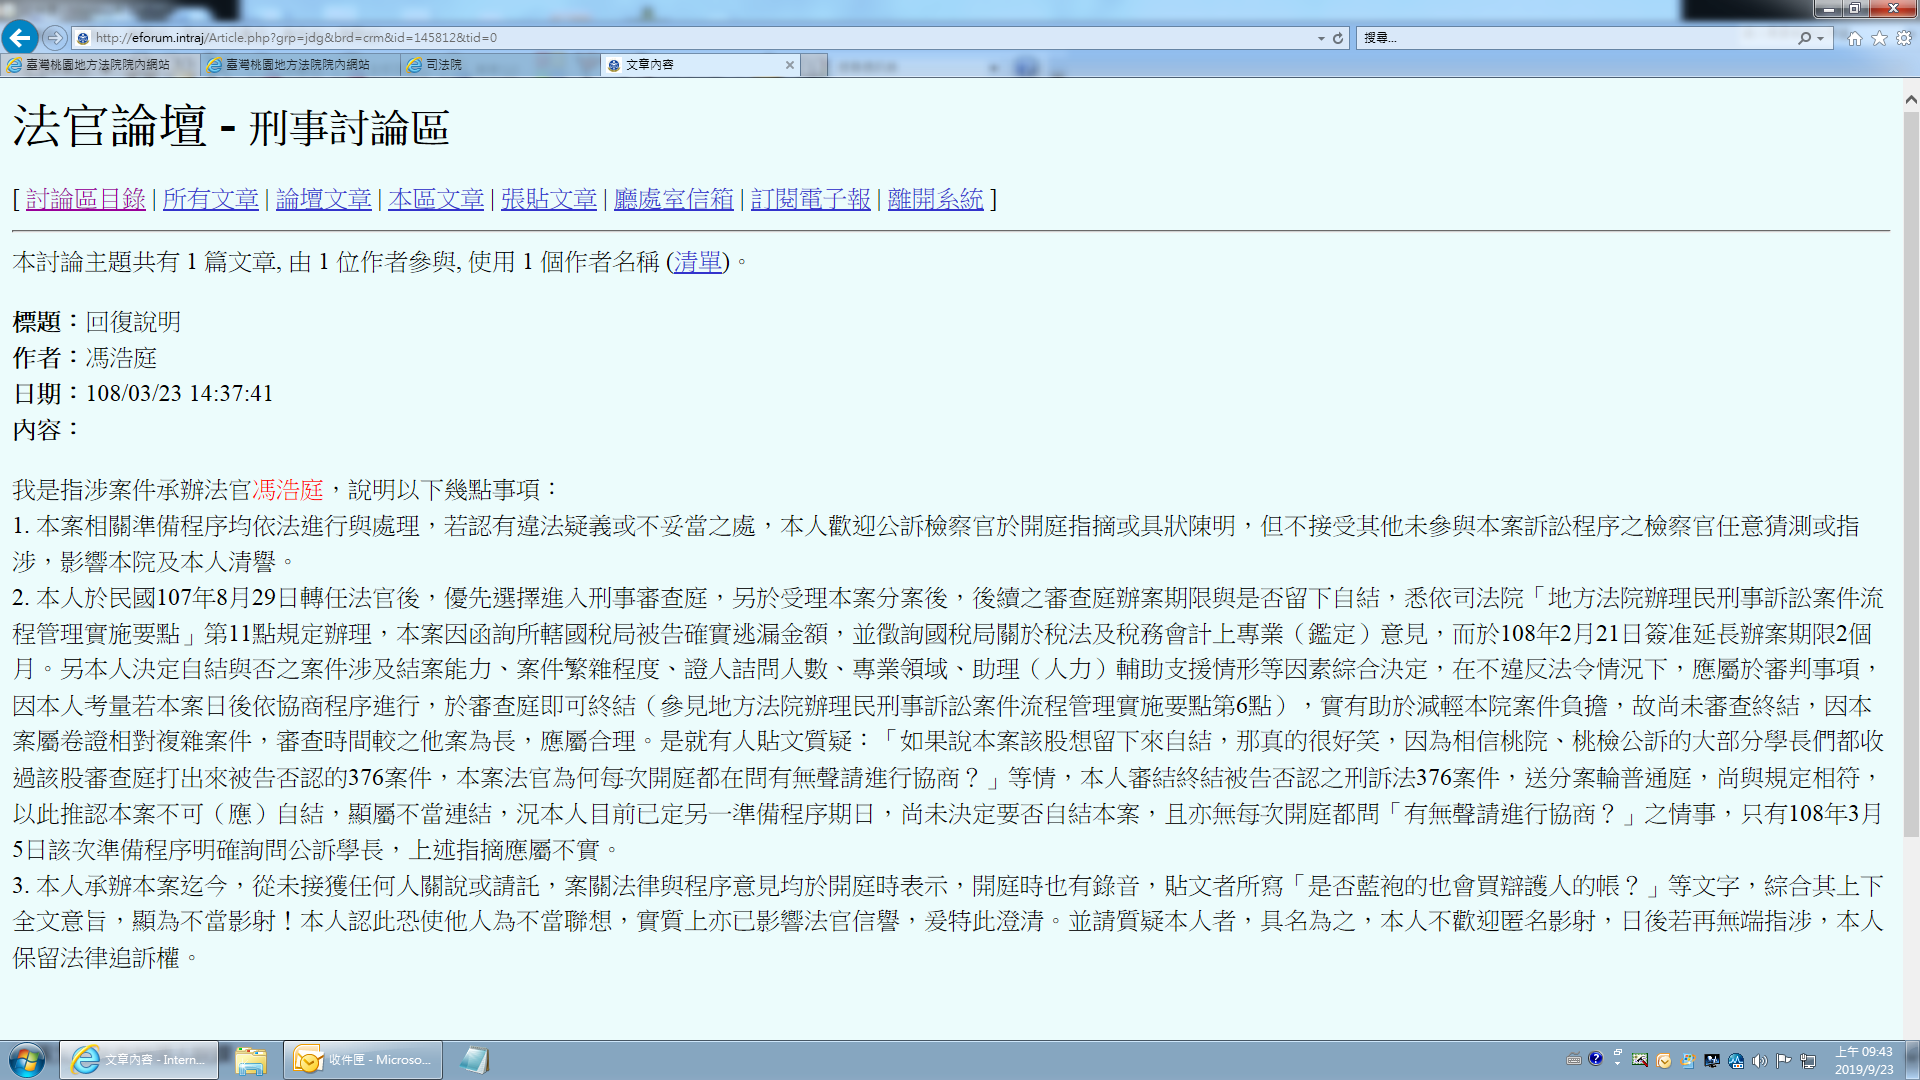 http://eforum.intraj/Article.php?grp=jdg&brd=crm&id=145812&tid=0
搜尋...
臺灣桃園地方法院院內網站
臺灣桃園地方法院院內網站
司法院
文章內容
法官論壇 - 刑事討論區
[ 討論區目錄 | 所有文章 | 論壇文章 | 本區文章 | 張貼文章 | 廳處室信箱 | 訂閱電子報 | 離開系統 ]
本討論主題共有 1 篇文章, 由 1 位作者參與, 使用 1 個作者名稱 (清單)。
標題：回復說明
作者：馮浩庭
日期：108/03/23 14:37:41
內容：
我是指涉案件承辦法官馮浩庭，說明以下幾點事項：
1. 本案相關準備程序均依法進行與處理，若認有違法疑義或不妥當之處，本人歡迎公訴檢察官於開庭指摘或具狀陳明，但不接受其他未參與本案訴訟程序之檢察官任意猜測或指
涉，影響本院及本人清譽。
2. 本人於民國107年8月29日轉任法官後，優先選擇進入刑事審查庭，另於受理本案分案後，後續之審查庭辦案期限與是否留下自結，悉依司法院「地方法院辦理民刑事訴訟案件流
程管理實施要點」第11點規定辦理，本案因函詢所轄國稅局被告確實逃漏金額，並徵詢國稅局關於稅法及稅務會計上專業（鑑定）意見，而於108年2月21日簽准延長辦案期限2個
月。另本人決定自結與否之案件涉及結案能力、案件繁雜程度、證人詰問人數、專業領域、助理（人力）輔助支援情形等因素綜合決定，在不違反法令情況下，應屬於審判事項，
因本人考量若本案日後依協商程序進行，於審查庭即可終結（參見地方法院辦理民刑事訴訟案件流程管理實施要點第6點），實有助於減輕本院案件負擔，故尚未審查終結，因本
案屬卷證相對複雜案件，審查時間較之他案為長，應屬合理。是就有人貼文質疑：「如果說本案該股想留下來自結，那真的很好笑，因為相信桃院、桃檢公訴的大部分學長們都收
過該股審查庭打出來被告否認的376案件，本案法官為何每次開庭都在問有無聲請進行協商？」等情，本人審結終結被告否認之刑訴法376案件，送分案輪普通庭，尚與規定相符，
以此推認本案不可（應）自結，顯屬不當連結，況本人目前已定另一準備程序期日，尚未決定要否自結本案，且亦無每次開庭都問「有無聲請進行協商？」之情事，只有108年3月
5日該次準備程序明確詢問公訴學長，上述指摘應屬不實。
3. 本人承辦本案迄今，從未接獲任何人關說或請託，案關法律與程序意見均於開庭時表示，開庭時也有錄音，貼文者所寫「是否藍袍的也會買辯護人的帳？」等文字，綜合其上下
全文意旨，顯為不當影射！本人認此恐使他人為不當聯想，實質上亦已影響法官信譽，爰特此澄清。並請質疑本人者，具名為之，本人不歡迎匿名影射，日後若再無端指涉，本人
保留法律追訴權。
文章內容 - Intern...
收件匣 - Microso...
上午 09:43
2019/9/23